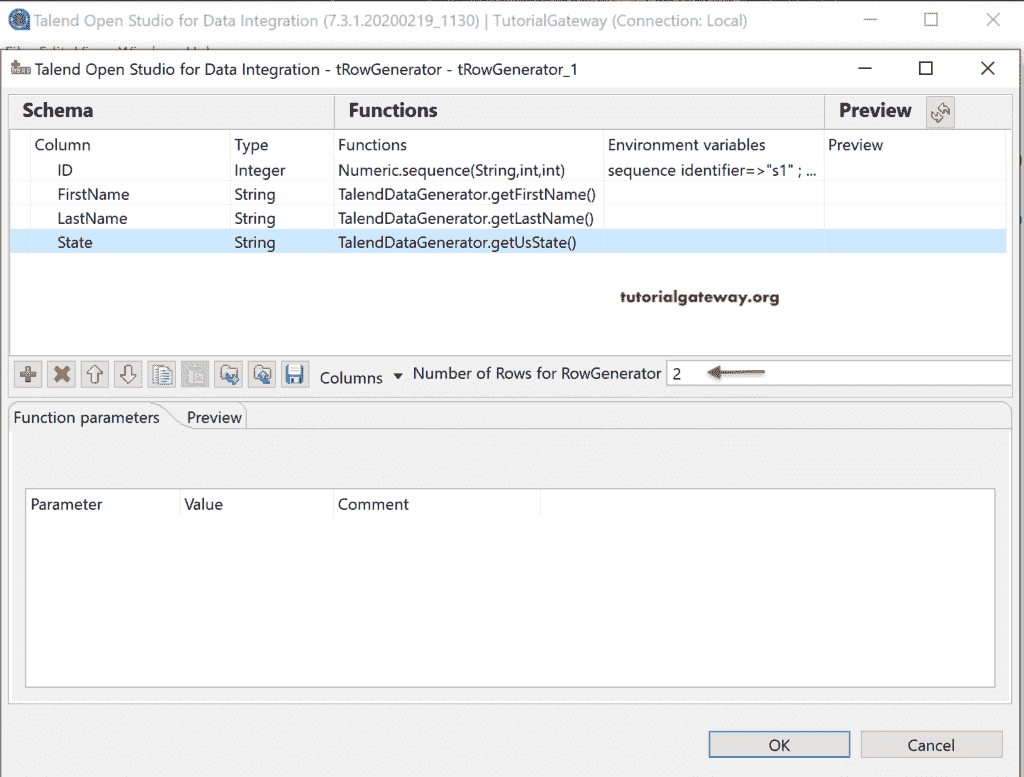 Talend Open Studio for Data Integration (7.3.1.20200219_1130) | TutorialGateway (Connection: Local)
Talend Open Studio for Data Integration - tRowGenerator - tRowGenerator_1
Schema Functions Preview
Column Type Functions Environment variables Preview
ID Integer Numeric.sequence(String,int,int) sequence identifier=>"s1" ; ...
FirstName String TalendDataGenerator.getFirstName()
LastName String TalendDataGenerator.getLastName()
State String TalendDataGenerator.getUsState()
tutorialgateway.org
Columns Number of Rows for RowGenerator 2
Function parameters Preview
Parameter Value Comment
OK Cancel